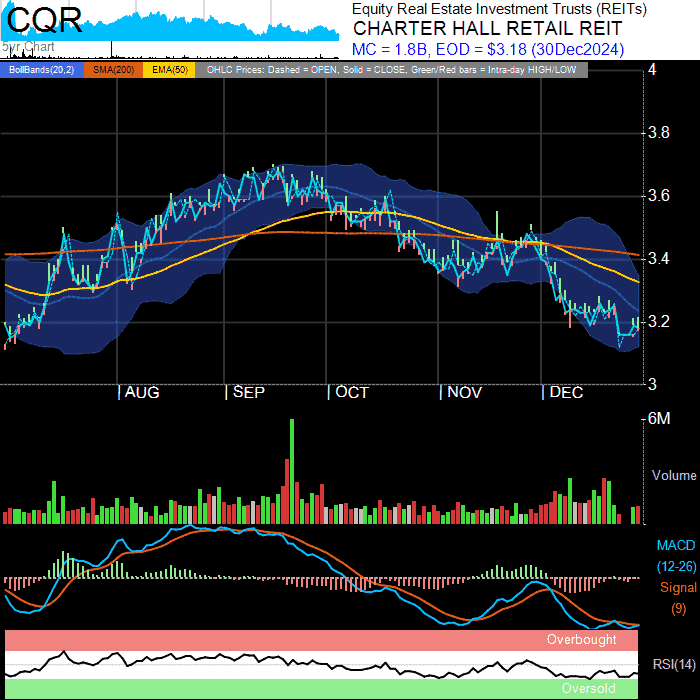 CQR
5yr Chart
Equity Real Estate Investment Trusts (REITs)
CHARTER HALL RETAIL REIT
MC = 1.8B, EOD = $3.18 (30Dec2024)
BollBands(20,2) SMA(200) EMA(50) OHLC Prices: Dashed = OPEN, Solid = CLOSE, Green/Red bars = Intra-day HIGH/LOW
4
3.8
3.6
3.4
3.2
3
AUG SEP OCT NOV DEC
6M
Volume
MACD
(12-26)
Signal
(9)
Overbought
RSI(14)
Oversold